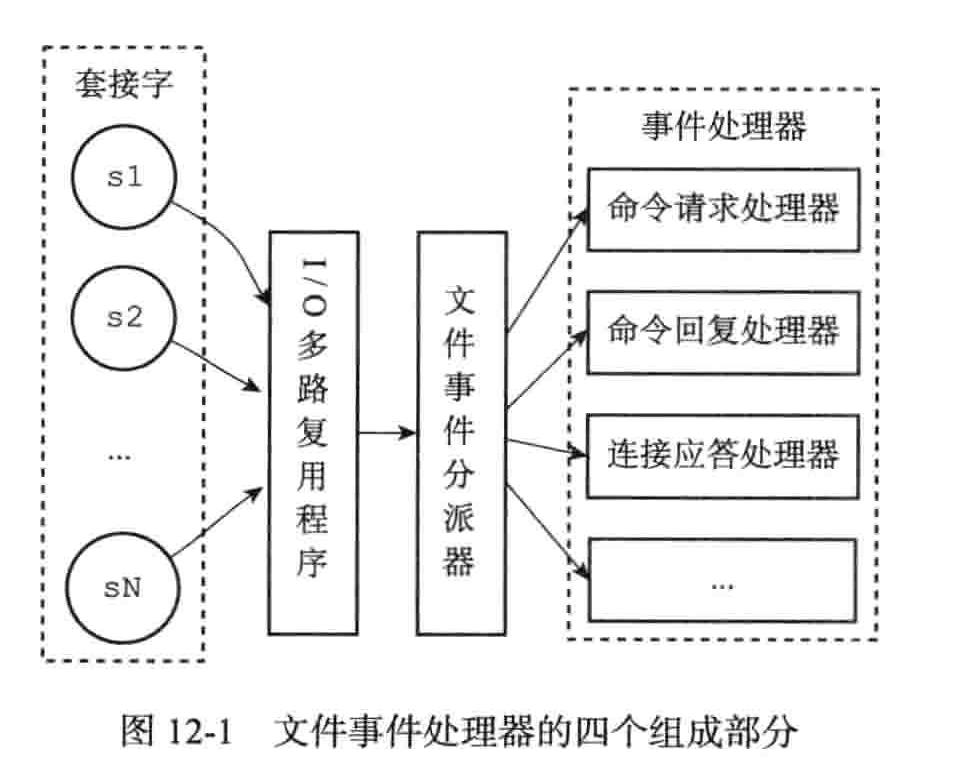 套接字
s1
s2
...
sN
I/O多路复用程序
文件事件分派器
事件处理器
命令请求处理器
命令回复处理器
连接应答处理器
...
图 12-1 文件事件处理器的四个组成部分